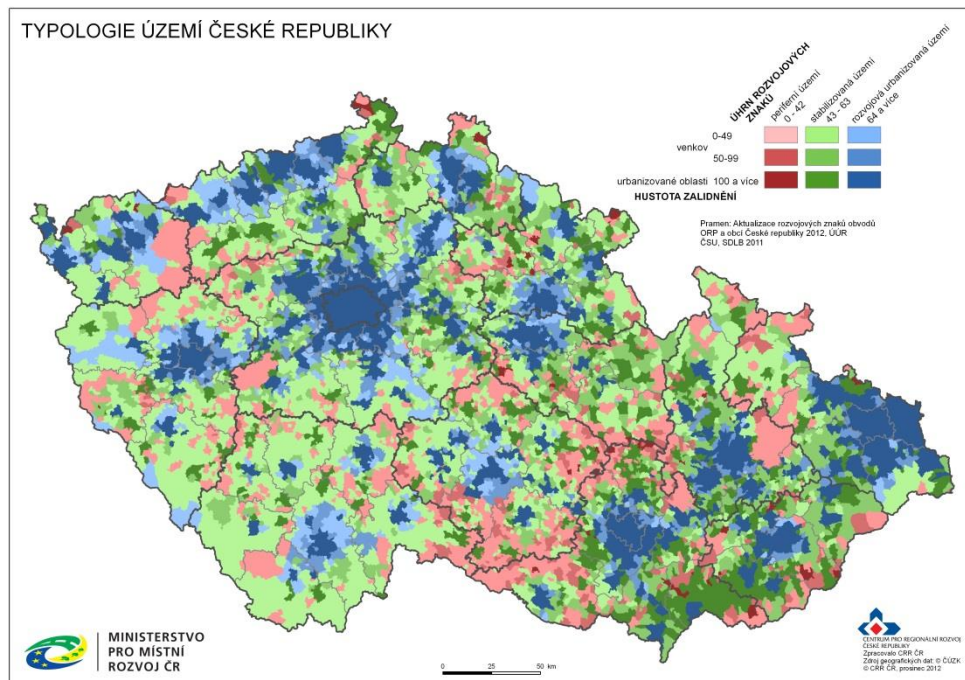 TYPOLOGIE ÚZEMÍ ČESKÉ REPUBLIKY
ÚHRN ROZVOJOVÝCH
ZNAKŮ
periferní území
0 - 42
stabilizovaná území
43 - 63
rozvojová urbanizovaná území
64 a více
0-49
venkov
50-99
urbanizované oblasti 100 a více
HUSTOTA ZALIDNĚNÍ
Pramen: Aktualizace rozvojových znaků obvodů
ORP a obcí České republiky 2012, ÚÚR
ČSU, SDLB 2011
MINISTERSTVO
PRO MÍSTNÍ
ROZVOJ ČR
0 25 50 km
CENTRUM PRO REGIONÁLNÍ ROZVOJ
ČESKÉ REPUBLIKY
Zpracovalo CRR ČR
Zdroj geografických dat: © ČÚZK
© CRR ČR, prosinec 2012